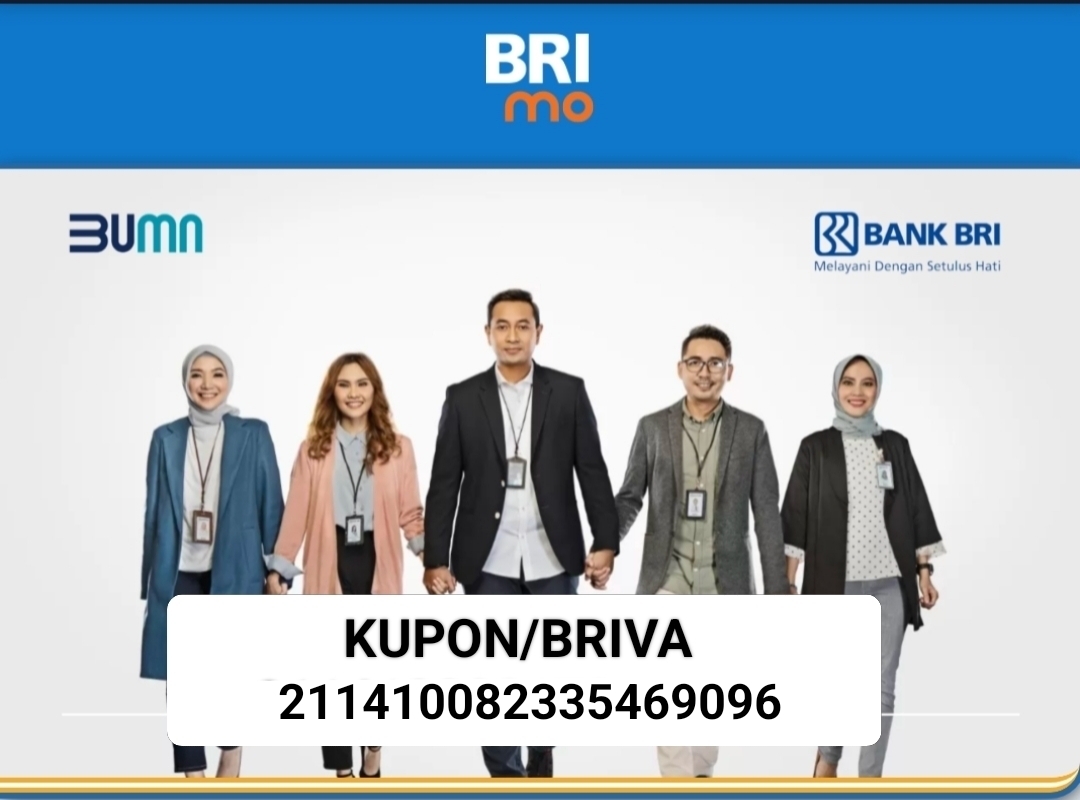 BRI
mo
BUMN
BANK BRI
Melayani Dengan Setulus Hati
KUPON/BRIVA
211410082335469096